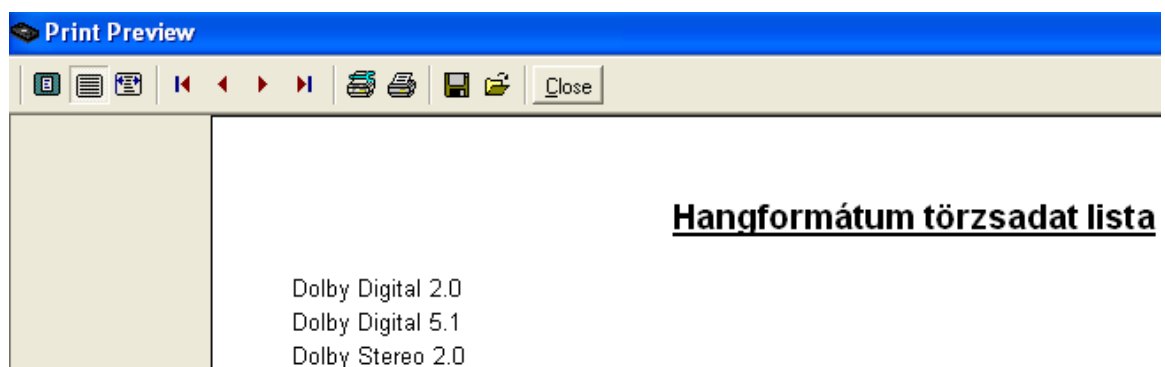 Print Preview
Close
Hangformátum törzsadat lista
Dolby Digital 2.0
Dolby Digital 5.1
Dolby Stereo 2.0